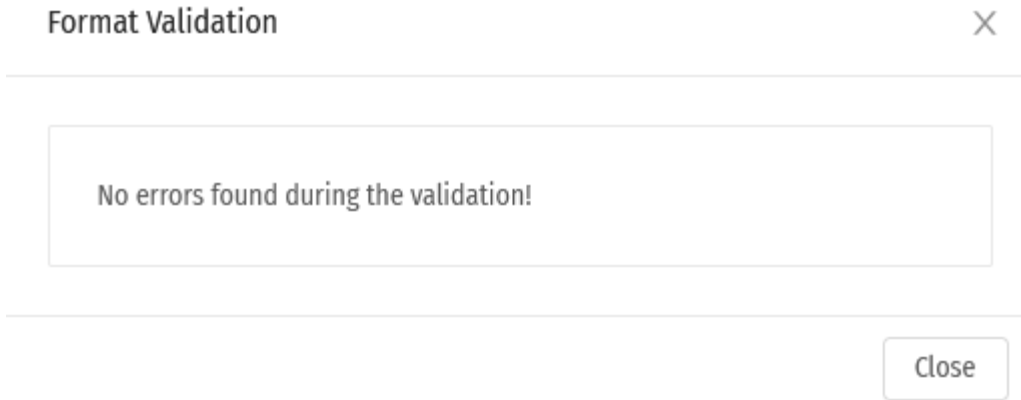 Format Validation
No errors found during the validation!
Close